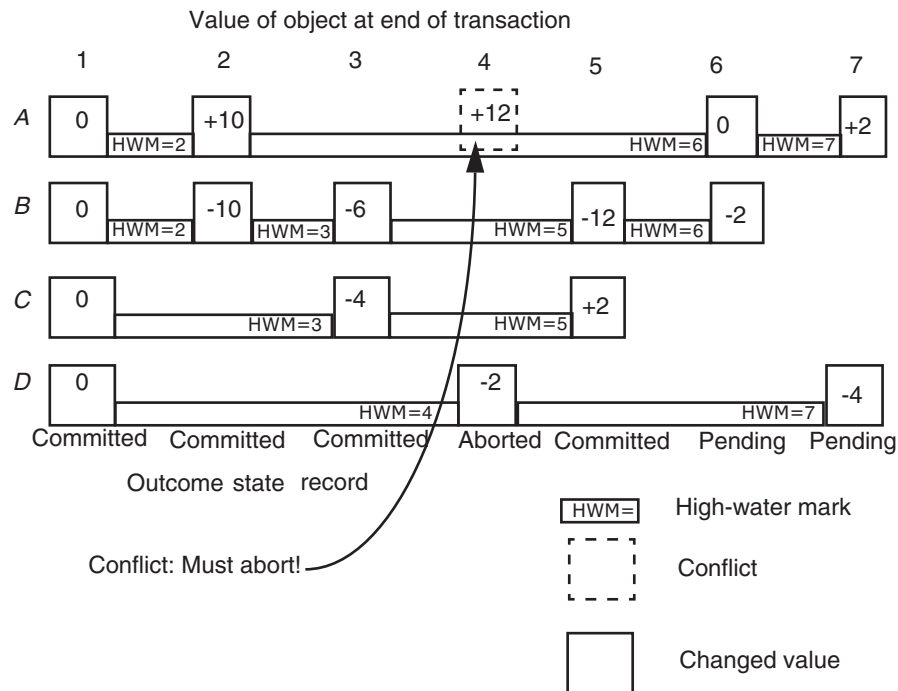 Value of object at end of transaction
1 2 3 4 5 6 7
A 0 HWM=2 +10 +12 HWM=6 0 HWM=7 +2
B 0 HWM=2 -10 HWM=3 -6 HWM=5 -12 HWM=6 -2
C 0 HWM=3 -4 HWM=5 +2
D 0 HWM=4 -2 HWM=7 -4
Committed Committed Committed Aborted Committed Pending Pending
Outcome state record
HWM= High-water mark
Conflict: Must abort!
Conflict
Changed value